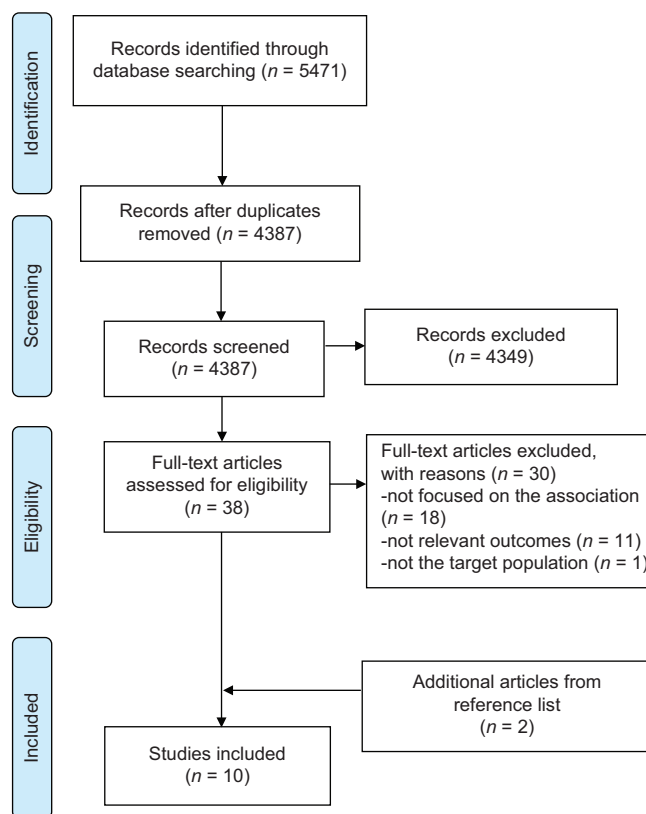 Identification
Records identified through
database searching (n = 5471)
Records after duplicates
removed (n = 4387)
Screening
Records screened
(n = 4387)
Records excluded
(n = 4349)
Eligibility
Full-text articles
assessed for eligibility
(n = 38)
Full-text articles excluded,
with reasons (n = 30)
-not focused on the association
(n = 18)
-not relevant outcomes (n = 11)
-not the target population (n = 1)
Included
Additional articles from
reference list
(n = 2)
Studies included
(n = 10)